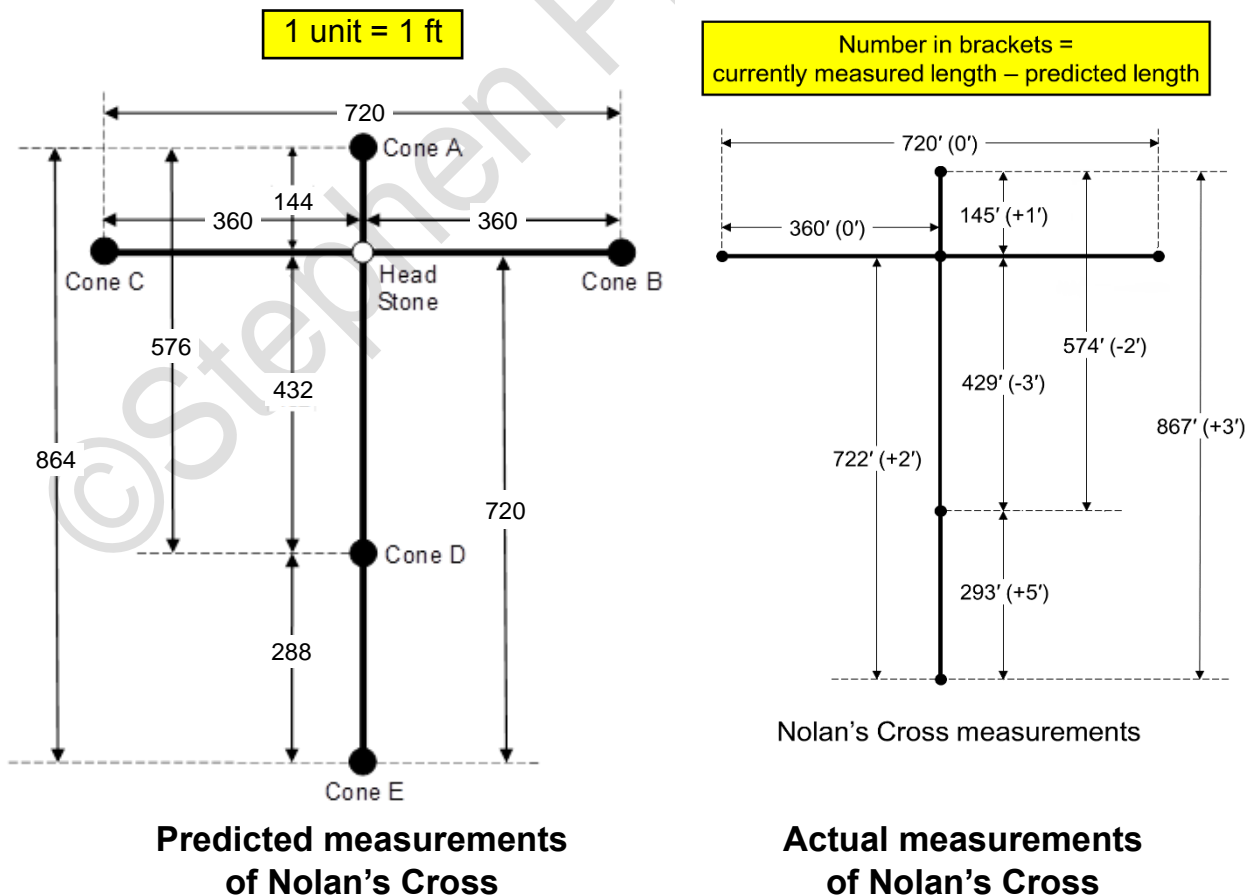 1 unit = 1 ft
720
Cone A
144
360
360
Cone C
Head
Stone
Cone B
576
432
864
720
Cone D
288
Cone E
Predicted measurements
of Nolan's Cross
Number in brackets =
currently measured length – predicted length
720′ (0′)
145′ (+1′)
360′ (0′)
574′ (-2′)
429′ (-3′)
867′ (+3′)
722′ (+2′)
293′ (+5′)
Nolan's Cross measurements
Actual measurements
of Nolan's Cross
©Stephen